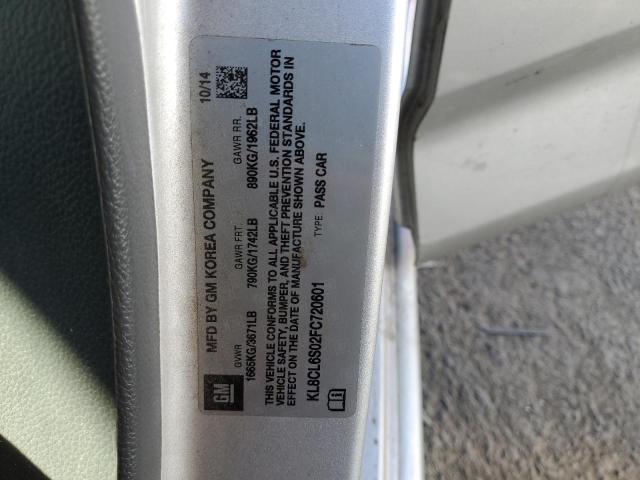 MFD BY GM KOREA COMPANY 10/14
GVWR GAWR FRT. GAWR RR.
1665KG/3671LB 790KG/1742LB 890KG/1962LB
THIS VEHICLE CONFORMS TO ALL APPLICABLE U.S. FEDERAL MOTOR
VEHICLE SAFETY, BUMPER, AND THEFT PREVENTION STANDARDS IN
EFFECT ON THE DATE OF MANUFACTURE SHOWN ABOVE.
KL8CL6S02FC720601 TYPE: PASS CAR
GM